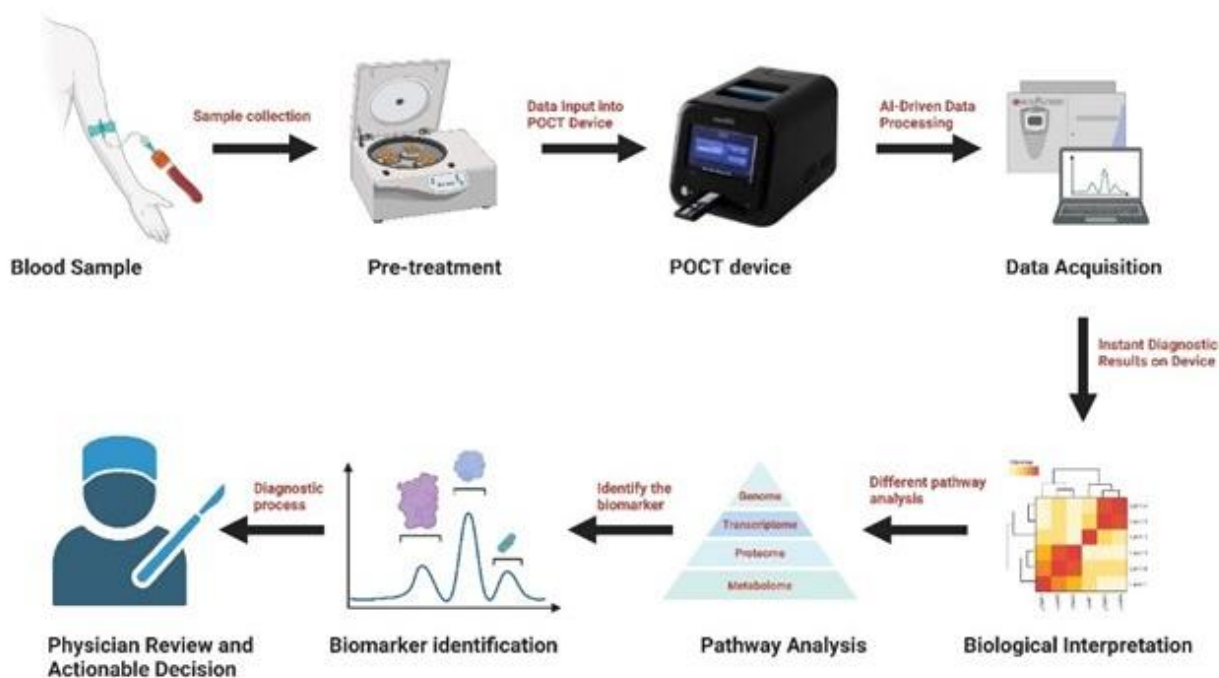 Sample collection
Data Input into
POCT Device
AI-Driven Data
Processing
Blood Sample
Pre-treatment
POCT device
Data Acquisition
Instant Diagnostic
Results on Device
Diagnostic
process
Identify the
biomarker
Different pathway
analysis
Genome
Transcriptome
Proteome
Metabolome
Physician Review and
Actionable Decision
Biomarker identification
Pathway Analysis
Biological Interpretation